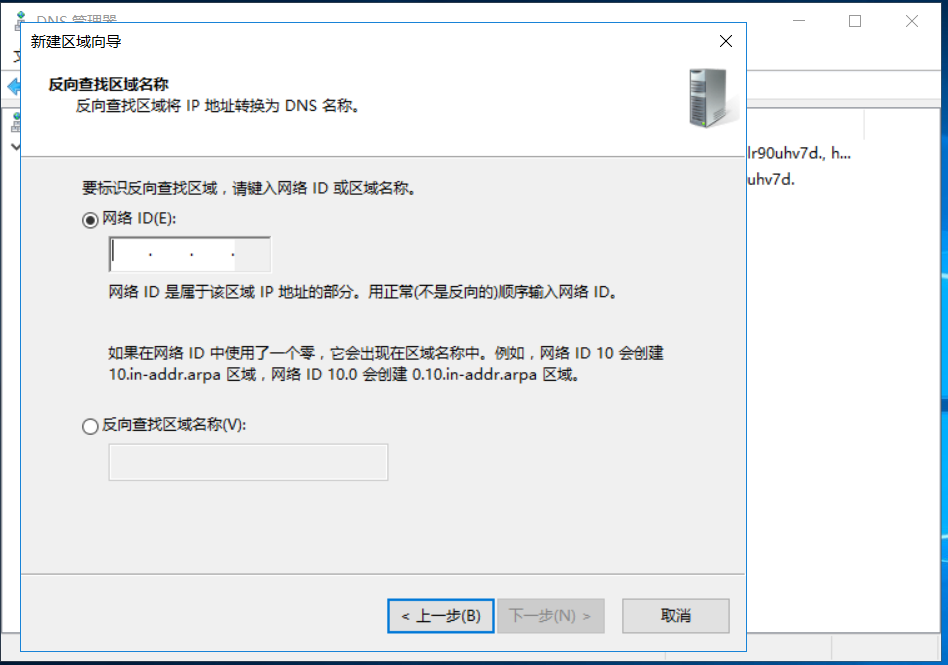 DNS 管理器
新建区域向导
反向查找区域名称
反向查找区域将 IP 地址转换为 DNS 名称。
lr90uhv7d., h...
uhv7d.
要标识反向查找区域，请键入网络 ID 或区域名称。
网络 ID(E):
. . .
网络 ID 是属于该区域 IP 地址的部分。用正常(不是反向的)顺序输入网络 ID。
如果在网络 ID 中使用了一个零，它会出现在区域名称中。例如，网络 ID 10 会创建
10.in-addr.arpa 区域，网络 ID 10.0 会创建 0.10.in-addr.arpa 区域。
反向查找区域名称(V):
< 上一步(B) 下一步(N) > 取消